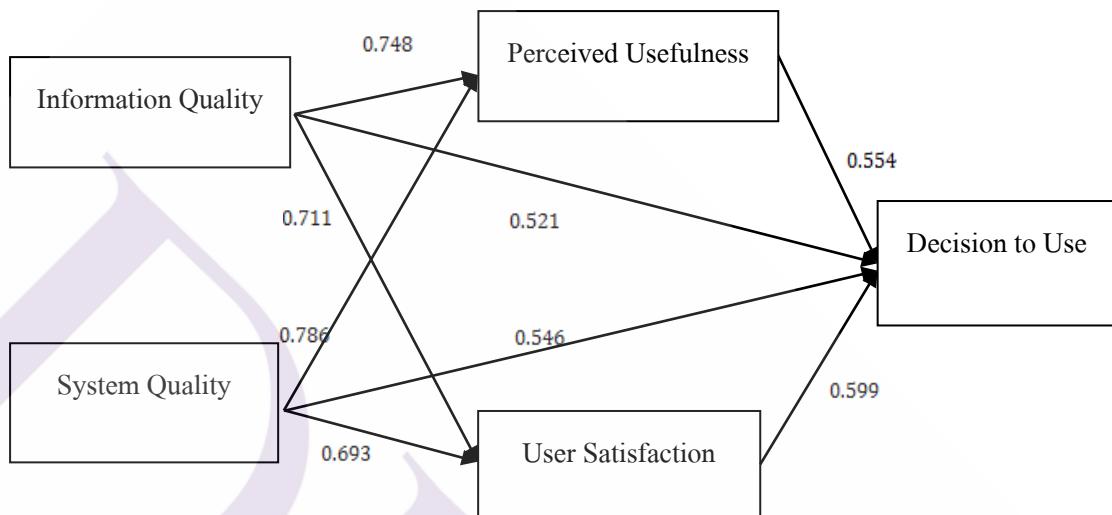 0.748
Perceived Usefulness
Information Quality
0.554
0.711
0.521
Decision to Use
0.786
0.546
System Quality
0.599
0.693
User Satisfaction